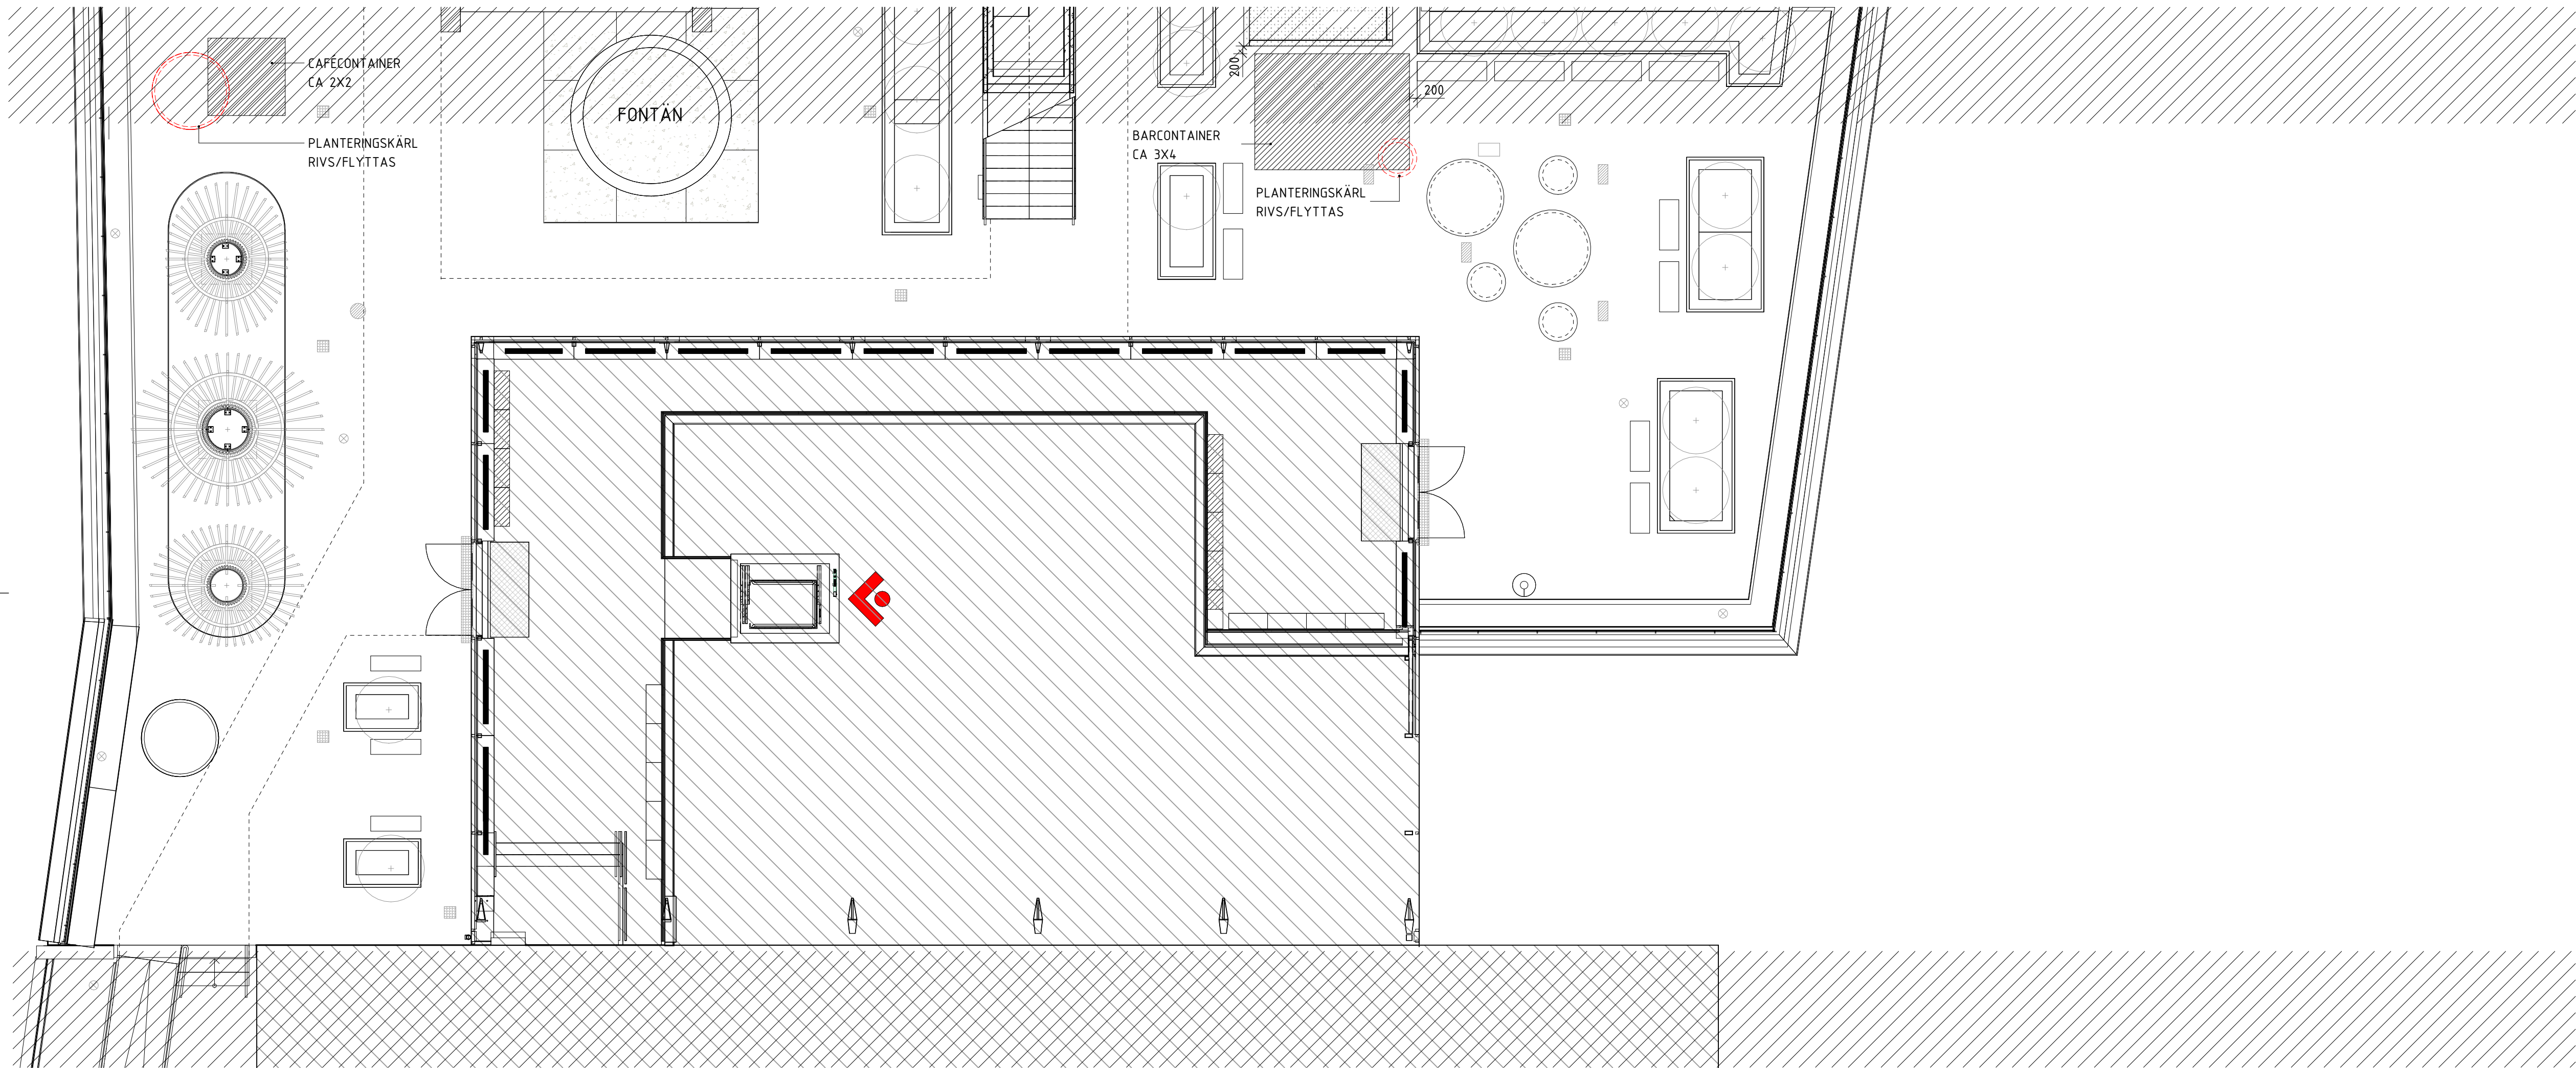 CAFÉCONTAINER
CA 2X2
PLANTERINGSKÄRL
RIVS/FLYTTAS
FONTÄN
BARCONTAINER
CA 3X4
200
200
PLANTERINGSKÄRL
RIVS/FLYTTAS